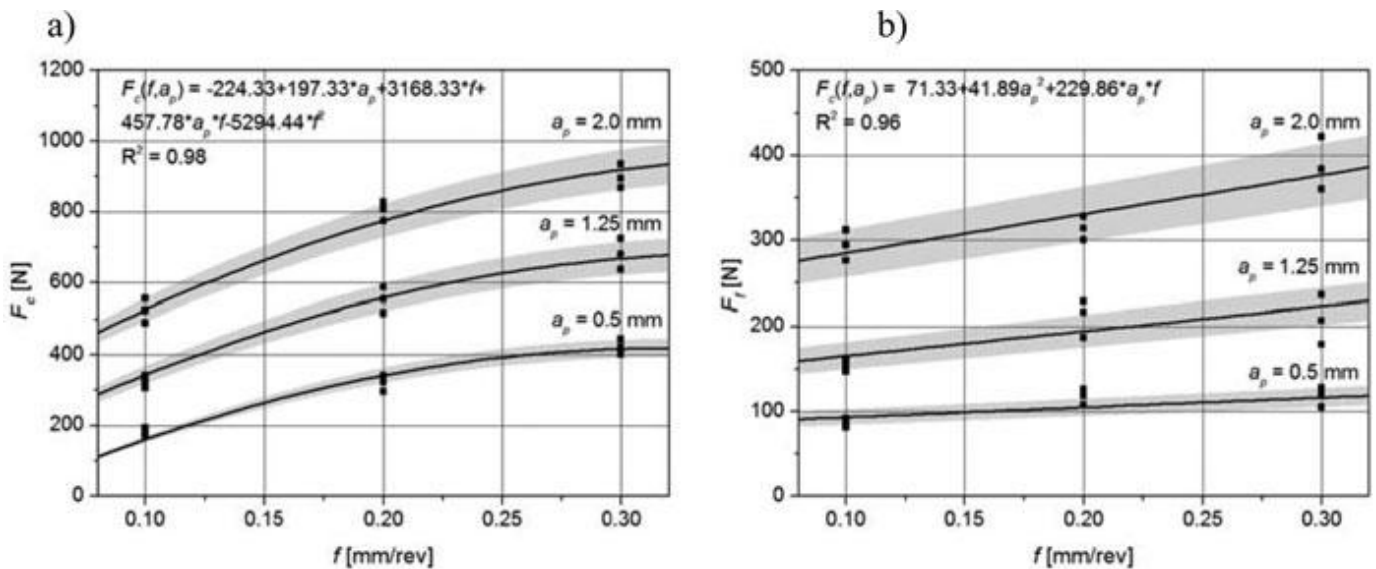 a)
1200
1000
800
600
400
200
0
F_c [N]
F_c(f,a_p) = -224.33+197.33*a_p+3168.33*f+
457.78*a_p*f-5294.44*f²
R² = 0.98
a_p = 2.0 mm
a_p = 1.25 mm
a_p = 0.5 mm
0.10 0.15 0.20 0.25 0.30
f [mm/rev]
b)
500
400
300
200
100
0
F_f [N]
F_c(f,a_p) = 71.33+41.89a_p²+229.86*a_p*f
R² = 0.96
a_p = 2.0 mm
a_p = 1.25 mm
a_p = 0.5 mm
0.10 0.15 0.20 0.25 0.30
f [mm/rev]